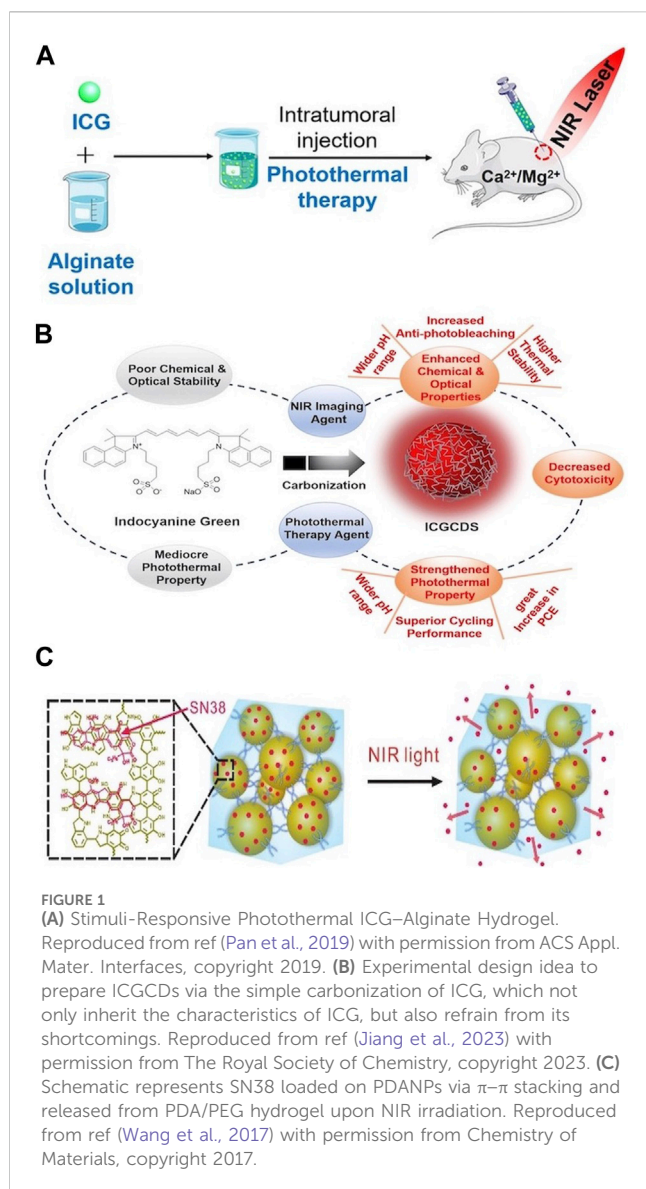 A
ICG
+
Alginate
solution
Intratumoral
injection
Photothermal
therapy
NIR Laser
Ca²⁺/Mg²⁺
B
Poor Chemical &
Optical Stability
NIR Imaging
Agent
Indocyanine Green
Carbonization
Photothermal
Therapy Agent
Mediocre
Photothermal
Property
Wider pH
range
Increased
Anti-photobleaching
Higher
Thermal
Stability
Enhanced
Chemical &
Optical
Properties
ICGCDS
Decreased
Cytotoxicity
Strengthened
Photothermal
Property
Wider pH
range
Superior Cycling
Performance
great
Increase in
PCE
C
SN38
NIR light
FIGURE 1
(A) Stimuli-Responsive Photothermal ICG–Alginate Hydrogel.
Reproduced from ref (Pan et al., 2019) with permission from ACS Appl.
Mater. Interfaces, copyright 2019. (B) Experimental design idea to
prepare ICGCDs via the simple carbonization of ICG, which not
only inherit the characteristics of ICG, but also refrain from its
shortcomings. Reproduced from ref (Jiang et al., 2023) with
permission from The Royal Society of Chemistry, copyright 2023. (C)
Schematic represents SN38 loaded on PDANPs via π–π stacking and
released from PDA/PEG hydrogel upon NIR irradiation. Reproduced
from ref (Wang et al., 2017) with permission from Chemistry of
Materials, copyright 2017.